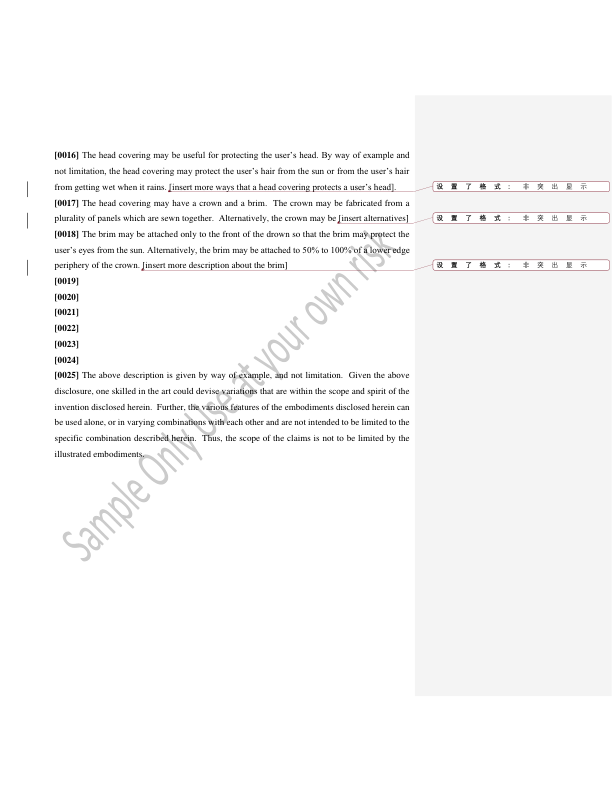 [0016] The head covering may be useful for protecting the user's head. By way of example and
not limitation, the head covering may protect the user's hair from the sun or from the user's hair
from getting wet when it rains. [insert more ways that a head covering protects a user's head].
设置了格式: 非突出显示
[0017] The head covering may have a crown and a brim. The crown may be fabricated from a
plurality of panels which are sewn together. Alternatively, the crown may be [insert alternatives]
设置了格式: 非突出显示
[0018] The brim may be attached only to the front of the drown so that the brim may protect the
user's eyes from the sun. Alternatively, the brim may be attached to 50% to 100% of a lower edge
periphery of the crown. [insert more description about the brim]
设置了格式: 非突出显示
[0019]
[0020]
[0021]
[0022]
[0023]
[0024]
[0025] The above description is given by way of example, and not limitation. Given the above
disclosure, one skilled in the art could devise variations that are within the scope and spirit of the
invention disclosed herein. Further, the various features of the embodiments disclosed herein can
be used alone, or in varying combinations with each other and are not intended to be limited to the
specific combination described herein. Thus, the scope of the claims is not to be limited by the
illustrated embodiments.
Sample Only Use at your own risk